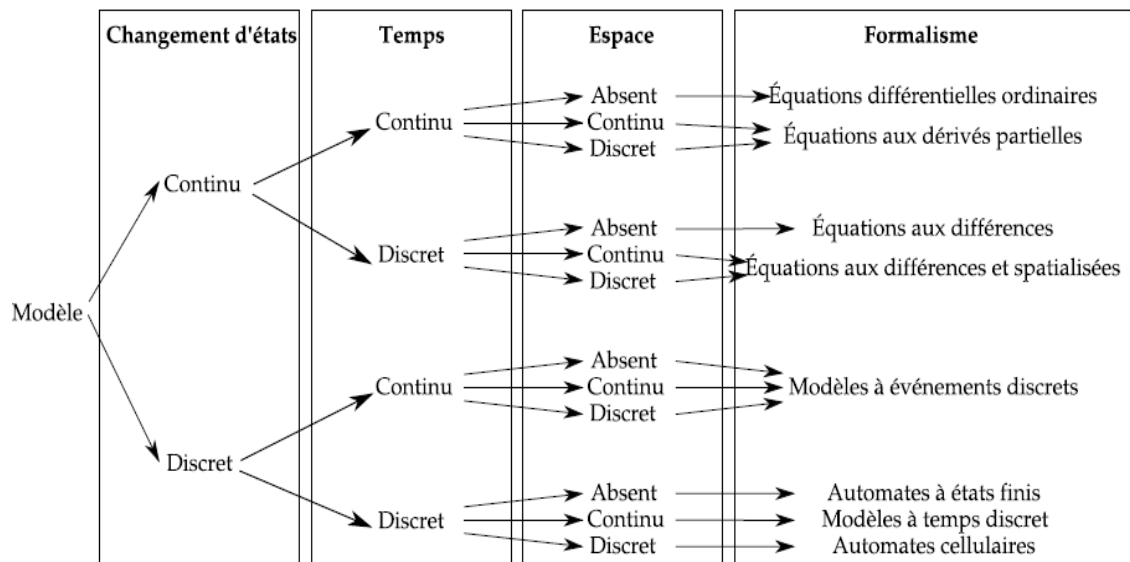 Changement d'états Temps Espace Formalisme
Absent Équations différentielles ordinaires
Continu Continu
Équations aux dérivés partielles
Discret
Continu
Absent Équations aux différences
Discret Continu
Équations aux différences et spatialisées
Discret
Modèle
Absent
Continu Continu Modèles à événements discrets
Discret
Discret
Absent Automates à états finis
Discret Continu Modèles à temps discret
Discret Automates cellulaires